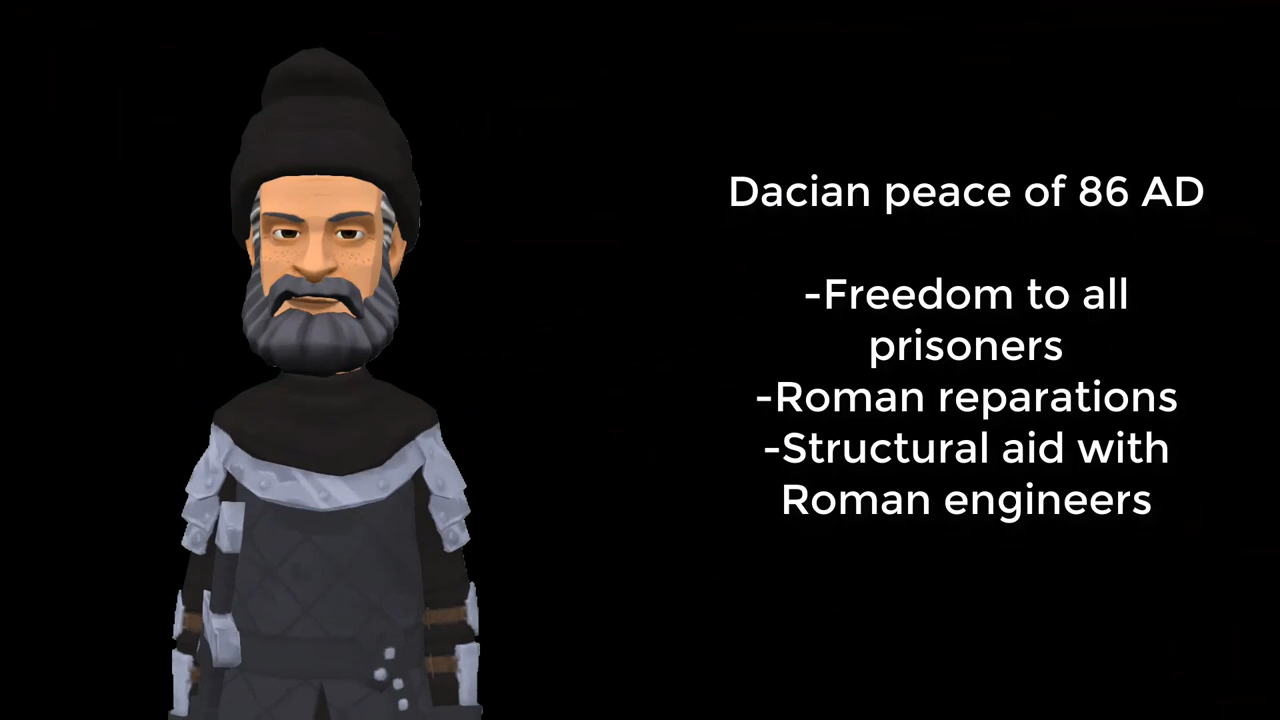 Dacian peace of 86 AD
-Freedom to all
prisoners
-Roman reparations
-Structural aid with
Roman engineers